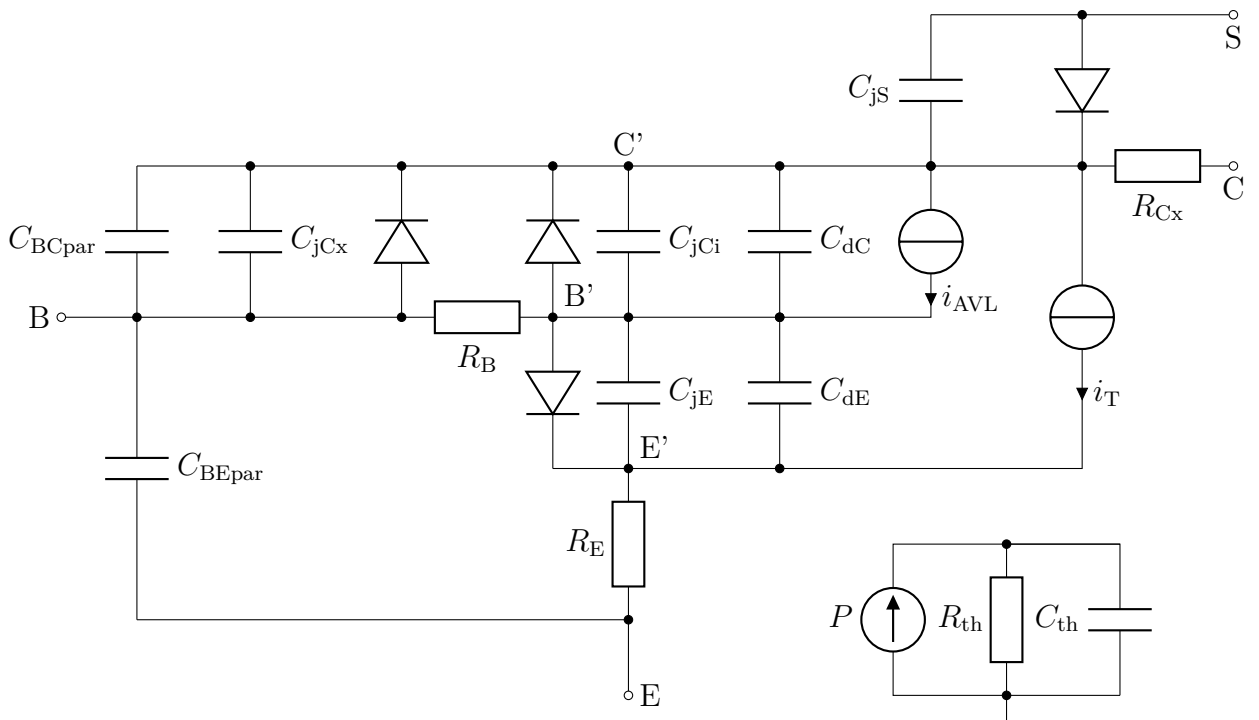 S
C_jS
C'
C
R_Cx
C_BCpar
C_jCx
C_jCi
C_dC
i_AVL
B'
B
R_B
C_jE
C_dE
i_T
E'
C_BEpar
R_E
P
R_th
C_th
E